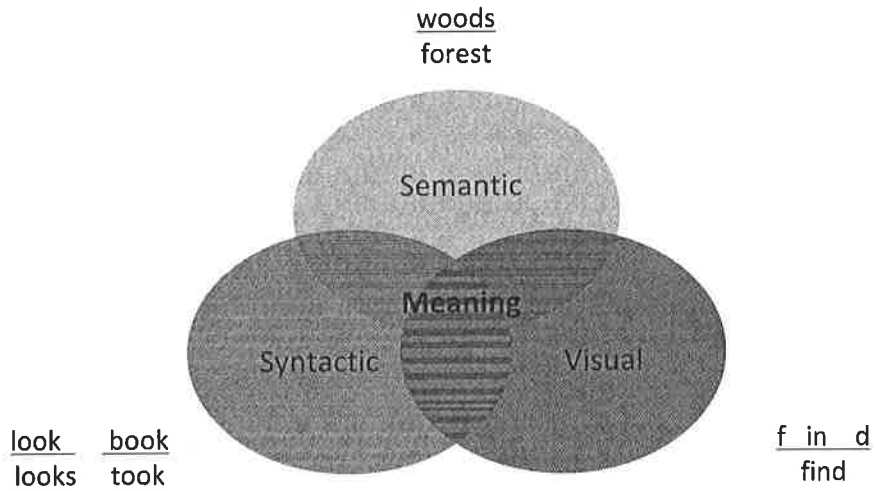 woods
forest
Semantic
Meaning
Syntactic
Visual
look book
looks took
f in d
find